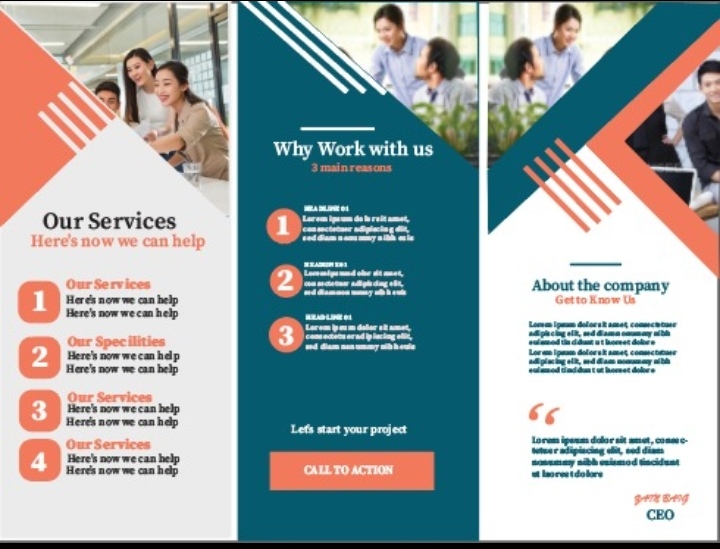 Our Services
Here's now we can help
1
Our Services
Here's now we can help
Here's now we can help
2
Our Specilities
Here's now we can help
Here's now we can help
3
Our Services
Here's now we can help
Here's now we can help
4
Our Services
Here's now we can help
Here's now we can help
Why Work with us
3 main reasons
1
HEADLINE 01
Lorem ipsum do lo rsit amet,
consectetuer adipiscing elit,
sed diam nonummy nibh euis
2
HEADLINE 01
Lorem ipsumd olor sit amet,
consectetuer adipiscing elit,
sed diamnonummy nibh euis
3
HEADLINE 01
Lorem ipsum dolor sit amet,
consectetuer adipiscing elit,
sed diam nonummy nibh euis
Let's start your project
CALL TO ACTION
About the company
Get to Know Us
Lorem ipsum dolor sit amet, consectetuer
adipiscing elit, sed diam nonummy nibh
euismod tincidunt ut laoreet dolore
Lorem ipsum dolor sit amet, consectetuer
adipiscing elit, sed diam nonummy nibh
euismod tincidunt ut laoreet dolore
“
Lorem ipsum dolor sit amet, consec-
tetuer adipiscing elit, sed diam
nonummy nibh euismod tincidunt
ut laoreet dolore
CEO